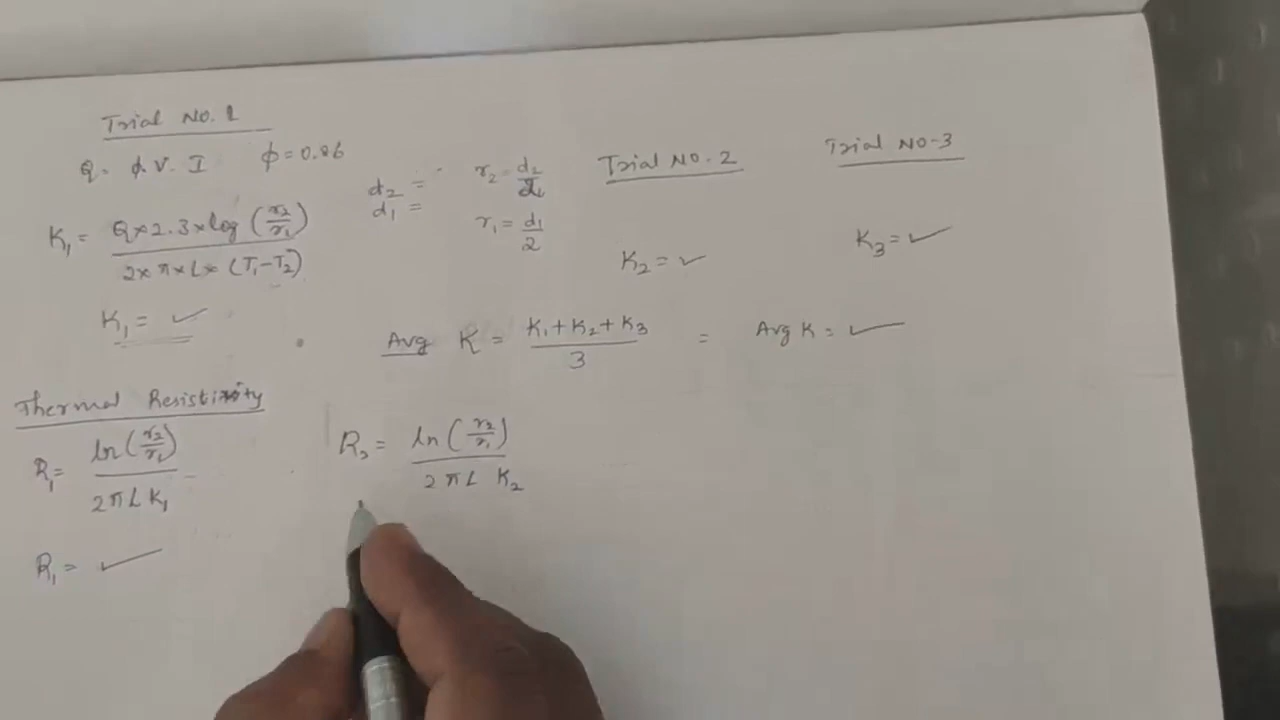 Trial No. 1
Q = φ.V. I φ = 0.86
K₁ = Q×2.3×log (r₂/r₁) / 2×π×L×(T₁-T₂)
K₁ = ✓
d₂ =
d₁ =
r₂ = d₂/
r₁ = d₁/2
Trial No. 2
K₂ = ✓
Trial No-3
K₃ = ✓
Avg K = K₁+K₂+K₃ / 3 = Avg K = ✓
Thermal Resistivity
R₁ = ln (r₂/r₁) / 2πL K₁
R₁ = ✓
R₂ = ln (r₂/r₁) / 2πL K₂